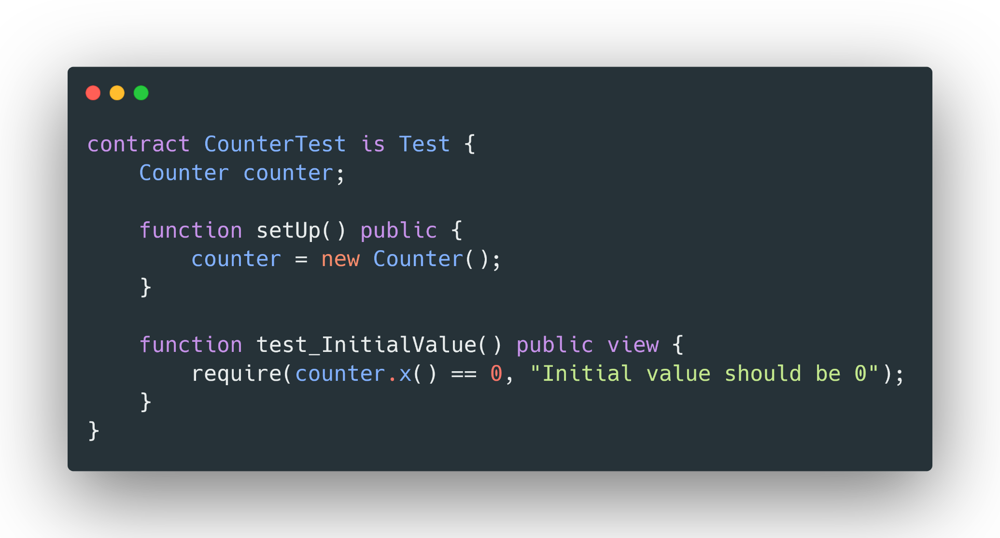 contract CounterTest is Test {
    Counter counter;

    function setUp() public {
        counter = new Counter();
    }

    function test_InitialValue() public view {
        require(counter.x() == 0, "Initial value should be 0");
    }
}